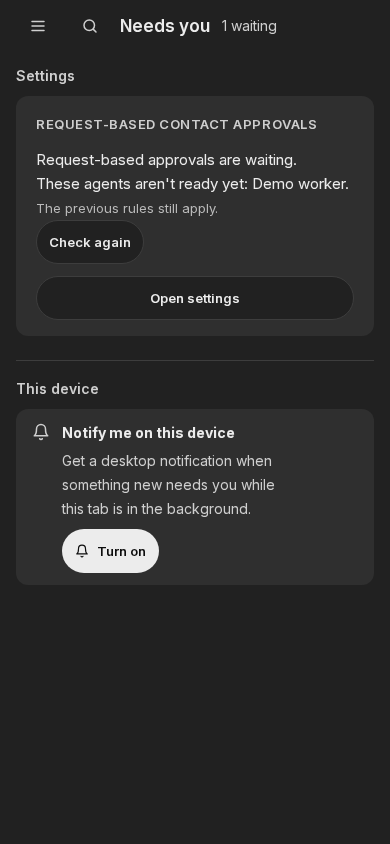 Needs you 1 waiting
Settings
REQUEST-BASED CONTACT APPROVALS
Request-based approvals are waiting.
These agents aren't ready yet: Demo worker.
The previous rules still apply.
Check again
Open settings
This device
Notify me on this device
Get a desktop notification when
something new needs you while
this tab is in the background.
Turn on